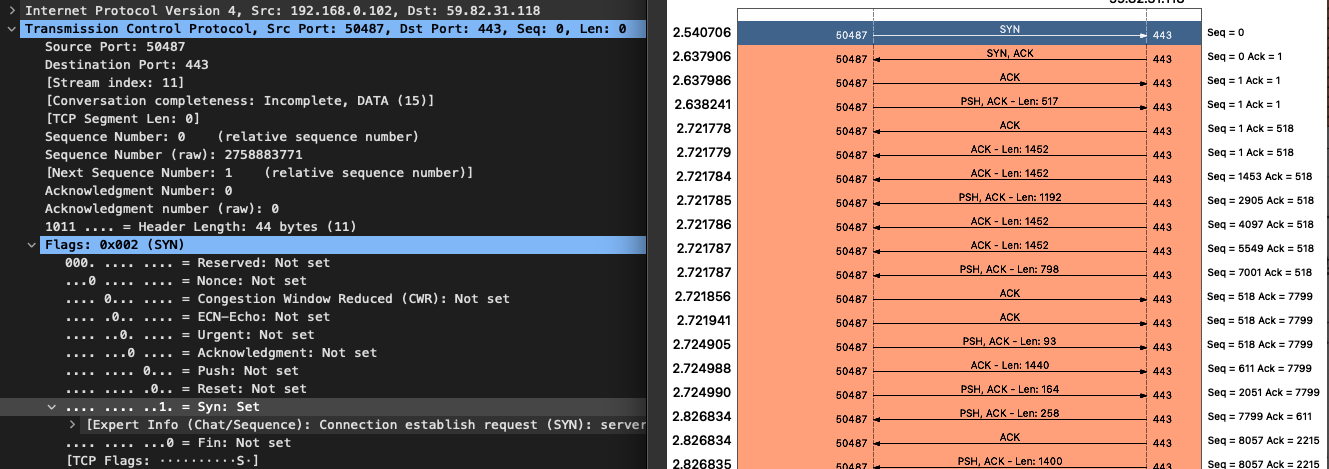 Internet Protocol Version 4, Src: 192.168.0.102, Dst: 59.82.31.118
Transmission Control Protocol, Src Port: 50487, Dst Port: 443, Seq: 0, Len: 0
Source Port: 50487
Destination Port: 443
[Stream index: 11]
[Conversation completeness: Incomplete, DATA (15)]
[TCP Segment Len: 0]
Sequence Number: 0    (relative sequence number)
Sequence Number (raw): 2758883771
[Next Sequence Number: 1    (relative sequence number)]
Acknowledgment Number: 0
Acknowledgment number (raw): 0
1011 .... = Header Length: 44 bytes (11)
Flags: 0x002 (SYN)
000. .... .... = Reserved: Not set
...0 .... .... = Nonce: Not set
.... 0... .... = Congestion Window Reduced (CWR): Not set
.... .0.. .... = ECN-Echo: Not set
.... ..0. .... = Urgent: Not set
.... ...0 .... = Acknowledgment: Not set
.... .... 0... = Push: Not set
.... .... .0.. = Reset: Not set
.... .... ..1. = Syn: Set
[Expert Info (Chat/Sequence): Connection establish request (SYN): server
.... .... ...0 = Fin: Not set
[TCP Flags: ··········S·]
59.82.31.118
2.540706 50487 SYN 443 Seq = 0
2.637906 50487 SYN, ACK 443 Seq = 0 Ack = 1
2.637986 50487 ACK 443 Seq = 1 Ack = 1
2.638241 50487 PSH, ACK - Len: 517 443 Seq = 1 Ack = 1
2.721778 50487 ACK 443 Seq = 1 Ack = 518
2.721779 50487 ACK - Len: 1452 443 Seq = 1 Ack = 518
2.721784 50487 ACK - Len: 1452 443 Seq = 1453 Ack = 518
2.721785 50487 PSH, ACK - Len: 1192 443 Seq = 2905 Ack = 518
2.721786 50487 ACK - Len: 1452 443 Seq = 4097 Ack = 518
2.721787 50487 ACK - Len: 1452 443 Seq = 5549 Ack = 518
2.721787 50487 PSH, ACK - Len: 798 443 Seq = 7001 Ack = 518
2.721856 50487 ACK 443 Seq = 518 Ack = 7799
2.721941 50487 ACK 443 Seq = 518 Ack = 7799
2.724905 50487 PSH, ACK - Len: 93 443 Seq = 518 Ack = 7799
2.724988 50487 ACK - Len: 1440 443 Seq = 611 Ack = 7799
2.724990 50487 PSH, ACK - Len: 164 443 Seq = 2051 Ack = 7799
2.826834 50487 PSH, ACK - Len: 258 443 Seq = 7799 Ack = 611
2.826834 50487 ACK 443 Seq = 8057 Ack = 2215
2.826835 50487 PSH, ACK - Len: 1400 443 Seq = 8057 Ack = 2215